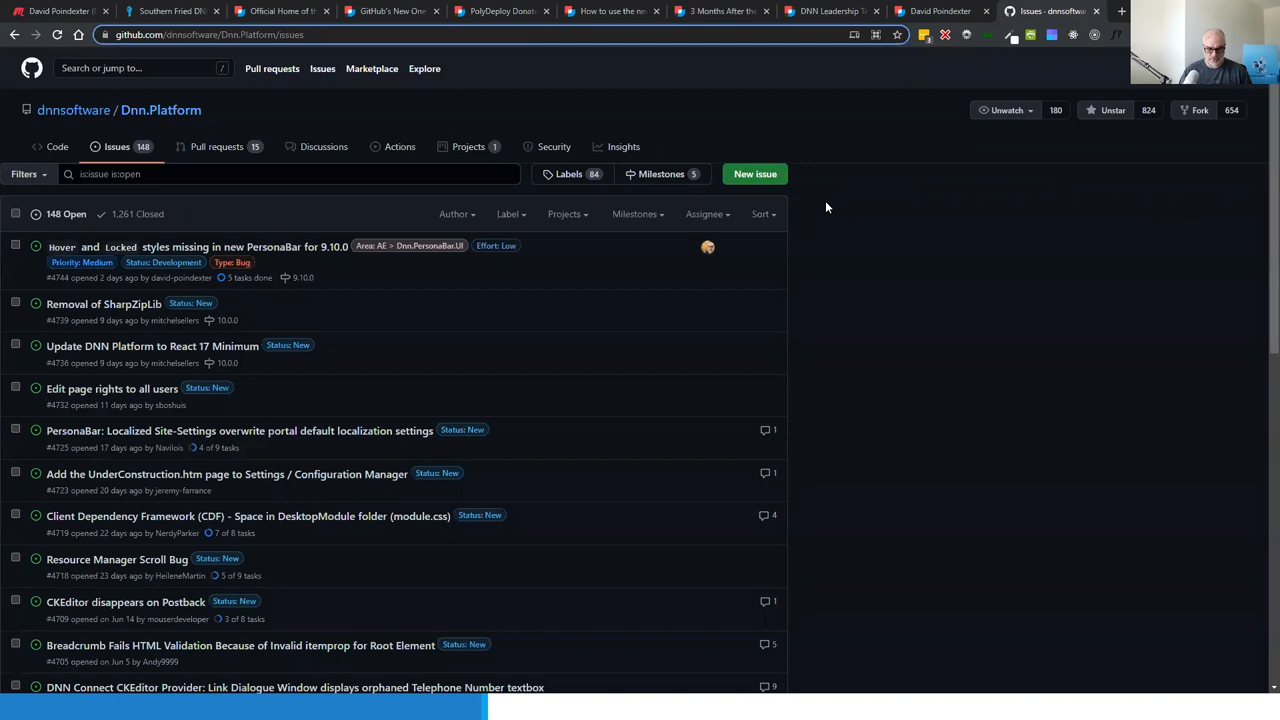 David Poindexter (
Southern Fried DN
Official Home of th
GitHub's New One
PolyDeploy Donat
How to use the ne
3 Months After the
DNN Leadership Te
David Poindexter
Issues · dnnsoftwa
github.com/dnnsoftware/Dnn.Platform/issues
3
Search or jump to...
/
Pull requests
Issues
Marketplace
Explore
dnnsoftware / Dnn.Platform
Unwatch 180
Unstar 824
Fork 654
Code
Issues 148
Pull requests 15
Discussions
Actions
Projects 1
Security
Insights
Filters
is:issue is:open
Labels 84
Milestones 5
New issue
148 Open
1,261 Closed
Author
Label
Projects
Milestones
Assignee
Sort
Hover and Locked styles missing in new PersonaBar for 9.10.0 Area: AE > Dnn.PersonaBar.UI Effort: Low
Priority: Medium Status: Development Type: Bug
#4744 opened 2 days ago by david-poindexter 5 tasks done 9.10.0
Removal of SharpZipLib Status: New
#4739 opened 9 days ago by mitchelsellers 10.0.0
Update DNN Platform to React 17 Minimum Status: New
#4736 opened 9 days ago by mitchelsellers 10.0.0
Edit page rights to all users Status: New
#4732 opened 11 days ago by sboshuis
PersonaBar: Localized Site-Settings overwrite portal default localization settings Status: New 1
#4725 opened 17 days ago by Navilois 4 of 9 tasks
Add the UnderConstruction.htm page to Settings / Configuration Manager Status: New 1
#4723 opened 20 days ago by jeremy-farrance
Client Dependency Framework (CDF) - Space in DesktopModule folder (module.css) Status: New 4
#4719 opened 22 days ago by NerdyParker 7 of 8 tasks
Resource Manager Scroll Bug Status: New
#4718 opened 23 days ago by HeileneMartin 5 of 9 tasks
CKEditor disappears on Postback Status: New 1
#4709 opened on Jun 14 by mouserdeveloper 3 of 8 tasks
Breadcrumb Fails HTML Validation Because of Invalid itemprop for Root Element Status: New 5
#4705 opened on Jun 5 by Andy9999
DNN Connect CKEditor Provider: Link Dialogue Window displays orphaned Telephone Number textbox 9